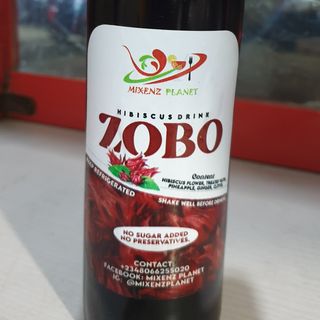 MIXENZ PLANET
HIBISCUS DRINK
ZOBO
REFRIGERATED
HIBISCUS FLOWER, TREATED
PINEAPPLE, GINGER,
SHAKE WELL BEFORE
NO SUGAR ADDED
NO PRESERVATIVES.
CONTACT:
+2348066255020
FACEBOOK: MIXENZ PLANET
IG: @MIXENZPLANET